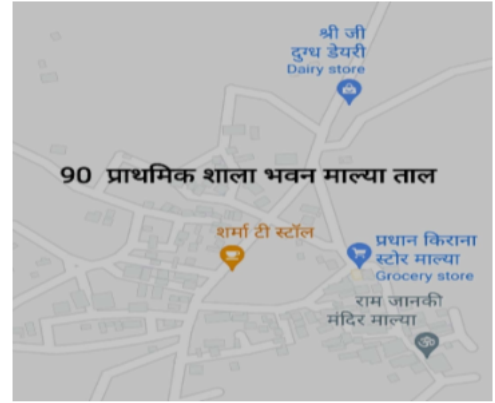 श्री जी
दुग्ध डेयरी
Dairy store
90 प्राथमिक शाला भवन माल्या ताल
शर्मा टी स्टॉल
प्रधान किराना
स्टोर माल्या
Grocery store
राम जानकी
मंदिर माल्या